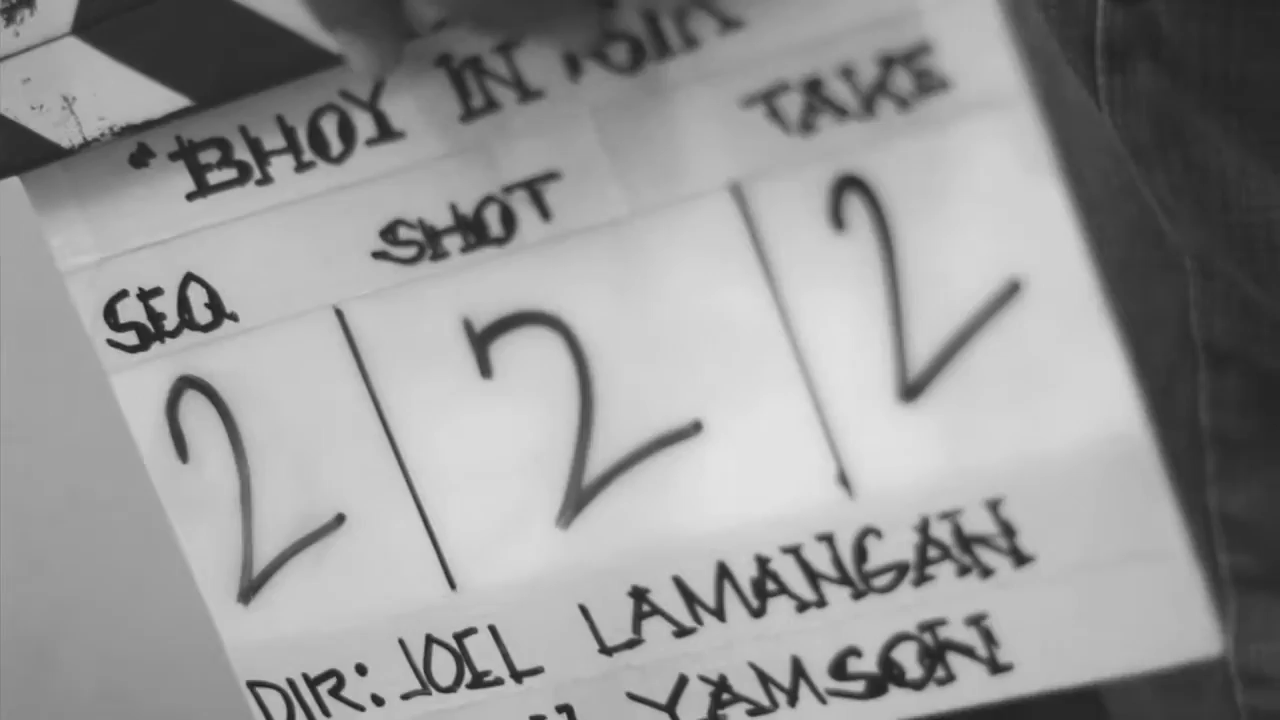 "BHOY IN
SEQ SHOT TAKE
2 2 2
DIR: JOEL LAMANGAN
YAMSON